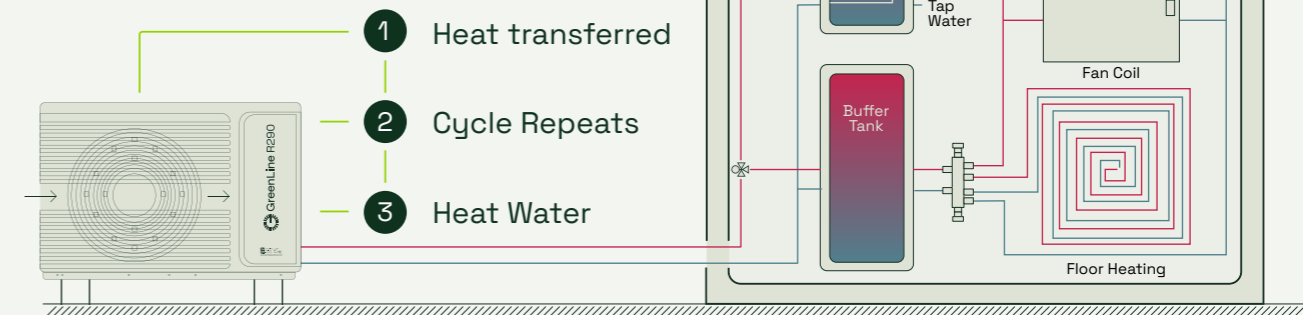 1 Heat transferred
2 Cycle Repeats
3 Heat Water
GreenLine R290
Tap
Water
Buffer
Tank
Fan Coil
Floor Heating